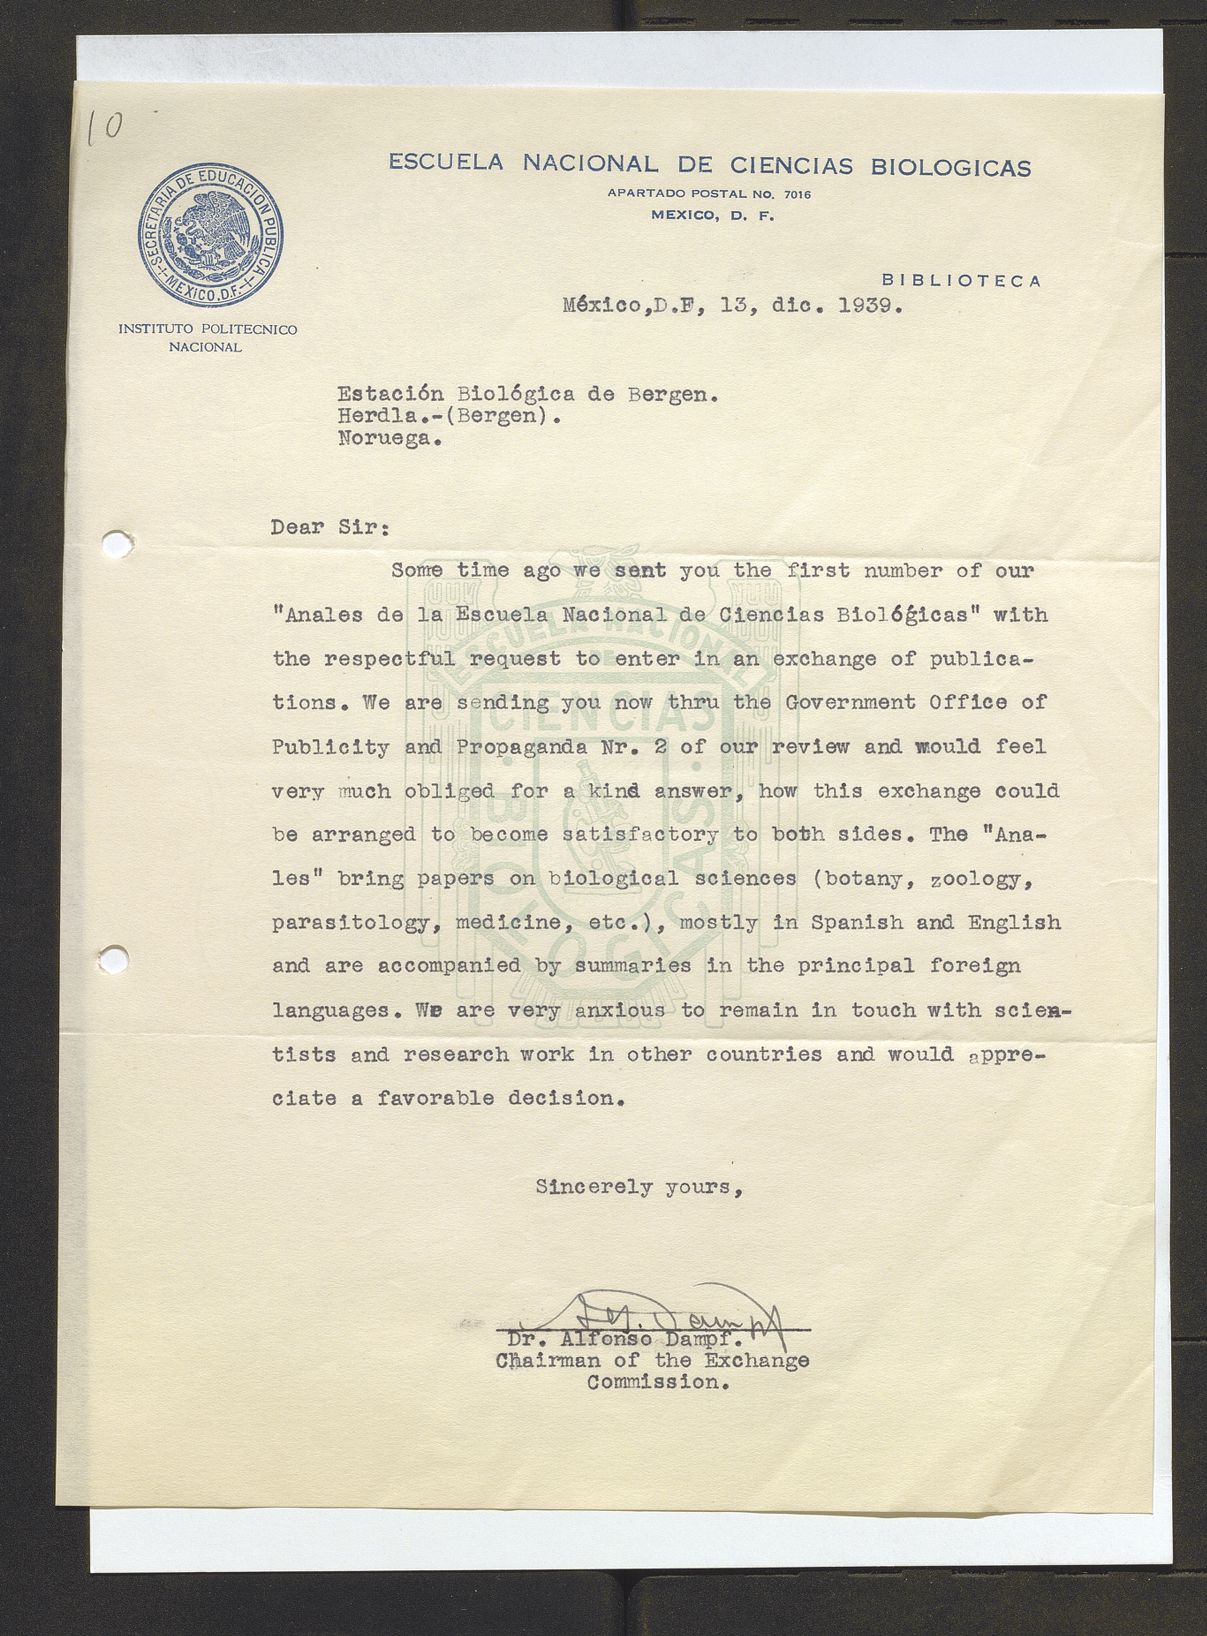 10
ESCUELA NACIONAL DE CIENCIAS BIOLOGICAS
APARTADO POSTAL NO. 7016
MEXICO, D. F.
SECRETARIA DE EDUCACION PUBLICA
MEXICO, D.F.
INSTITUTO POLITECNICO
NACIONAL
BIBLIOTECA
México,D.F, 13, dic. 1939.
Estación Biológica de Bergen.
Herdla.-(Bergen).
Noruega.
Dear Sir:
Some time ago we sent you the first number of our
"Anales de la Escuela Nacional de Ciencias Biológicas" with
the respectful request to enter in an exchange of publica-
tions. We are sending you now thru the Government Office of
Publicity and Propaganda Nr. 2 of our review and would feel
very much obliged for a kind answer, how this exchange could
be arranged to become satisfactory to both sides. The "Ana-
les" bring papers on biological sciences (botany, zoology,
parasitology, medicine, etc.), mostly in Spanish and English
and are accompanied by summaries in the principal foreign
languages. We are very anxious to remain in touch with scien-
tists and research work in other countries and would appre-
ciate a favorable decision.
ESCUELA NACIONAL
DE
CIENCIAS
BIOLOGICAS
Sincerely yours,
Dampf
Dr. Alfonso Dampf.
Chairman of the Exchange
Commission.